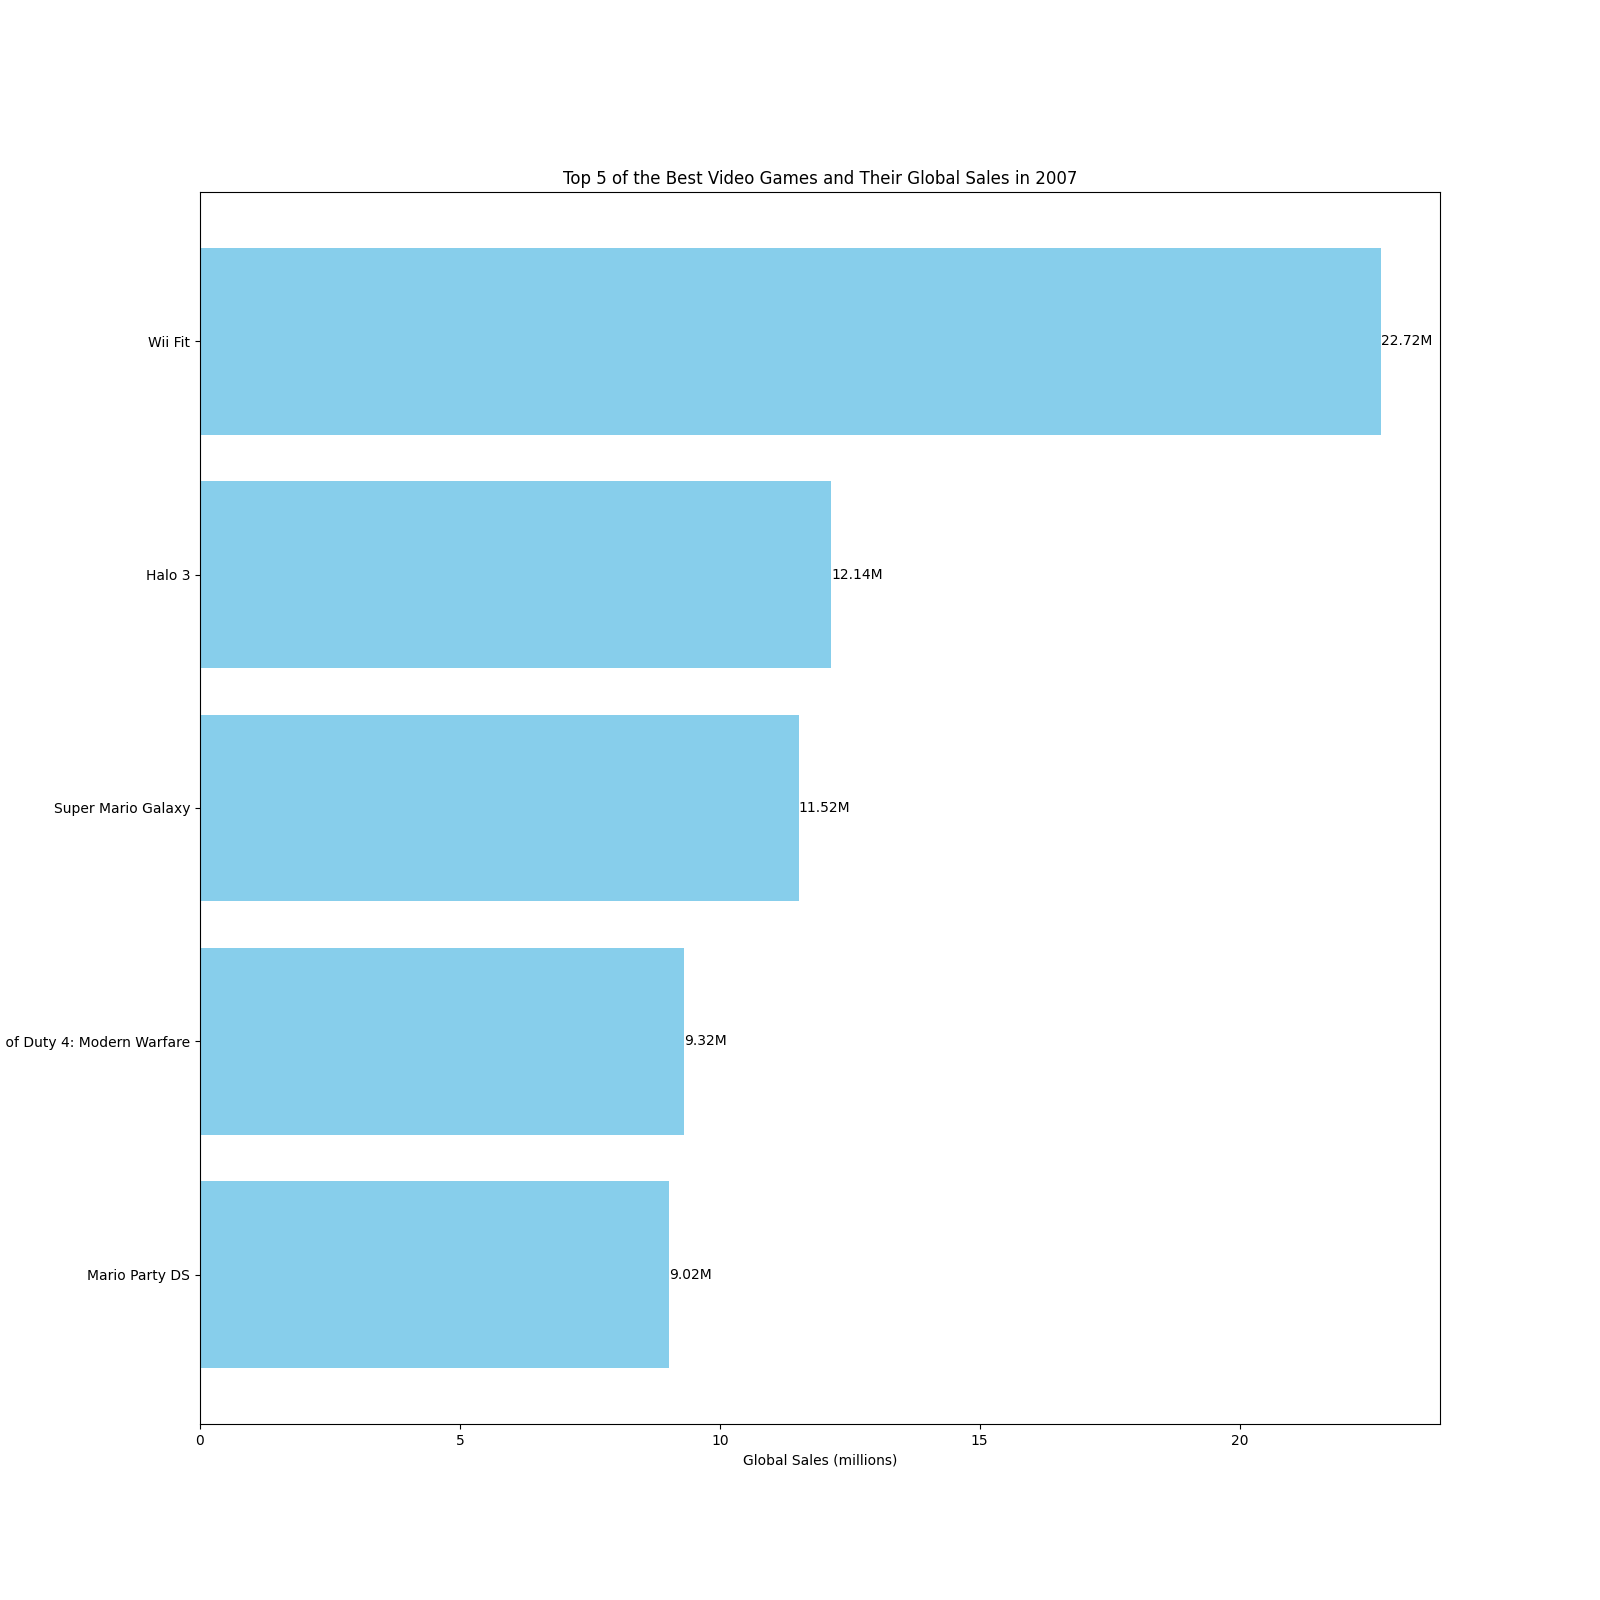 Top 5 of the Best Video Games and Their Global Sales in 2007
Wii Fit
22.72M
Halo 3
12.14M
Super Mario Galaxy
11.52M
of Duty 4: Modern Warfare
9.32M
Mario Party DS
9.02M
0 5 10 15 20
Global Sales (millions)